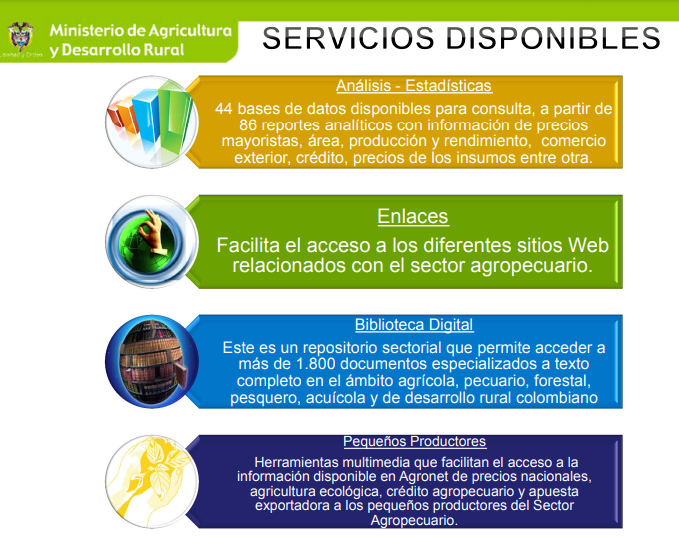 Ministerio de Agricultura
y Desarrollo Rural
SERVICIOS DISPONIBLES
Análisis - Estadísticas
44 bases de datos disponibles para consulta, a partir de
86 reportes analíticos con información de precios
mayoristas, área, producción y rendimiento, comercio
exterior, crédito, precios de los insumos entre otra.
Enlaces
Facilita el acceso a los diferentes sitios Web
relacionados con el sector agropecuario.
Biblioteca Digital
Este es un repositorio sectorial que permite acceder a
más de 1.800 documentos especializados a texto
completo en el ámbito agrícola, pecuario, forestal,
pesquero, acuícola y de desarrollo rural colombiano
Pequeños Productores
Herramientas multimedia que facilitan el acceso a la
información disponible en Agronet de precios nacionales,
agricultura ecológica, crédito agropecuario y apuesta
exportadora a los pequeños productores del Sector
Agropecuario.